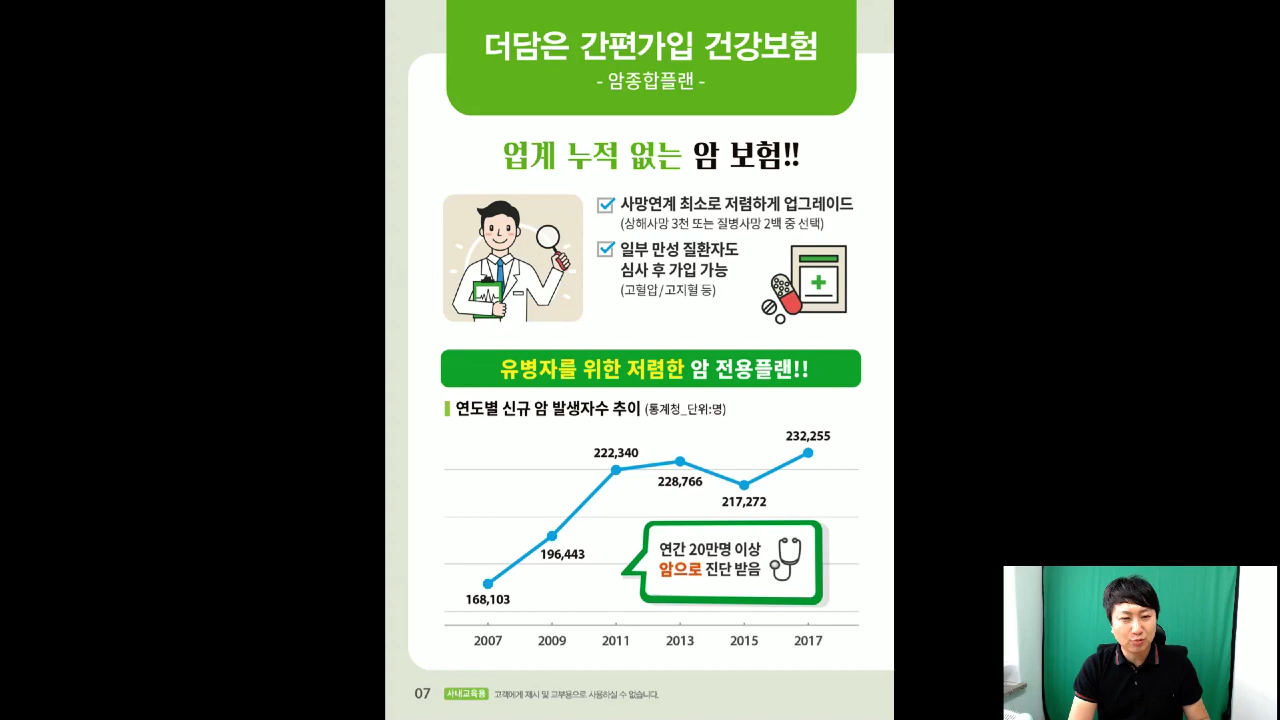 더담은 간편가입 건강보험
- 암종합플랜 -
업계 누적 없는 암 보험!!
사망연계 최소로 저렴하게 업그레이드
(상해사망 3천 또는 질병사망 2백 중 선택)
일부 만성 질환자도
심사 후 가입 가능
(고혈압/고지혈 등)
유병자를 위한 저렴한 암 전용플랜!!
연도별 신규 암 발생자수 추이 (통계청_단위:명)
232,255
222,340
228,766
217,272
196,443
168,103
연간 20만명 이상
암으로 진단 받음
2007 2009 2011 2013 2015 2017
07 사내교육용 고객에게 제시 및 교부용으로 사용하실 수 없습니다.